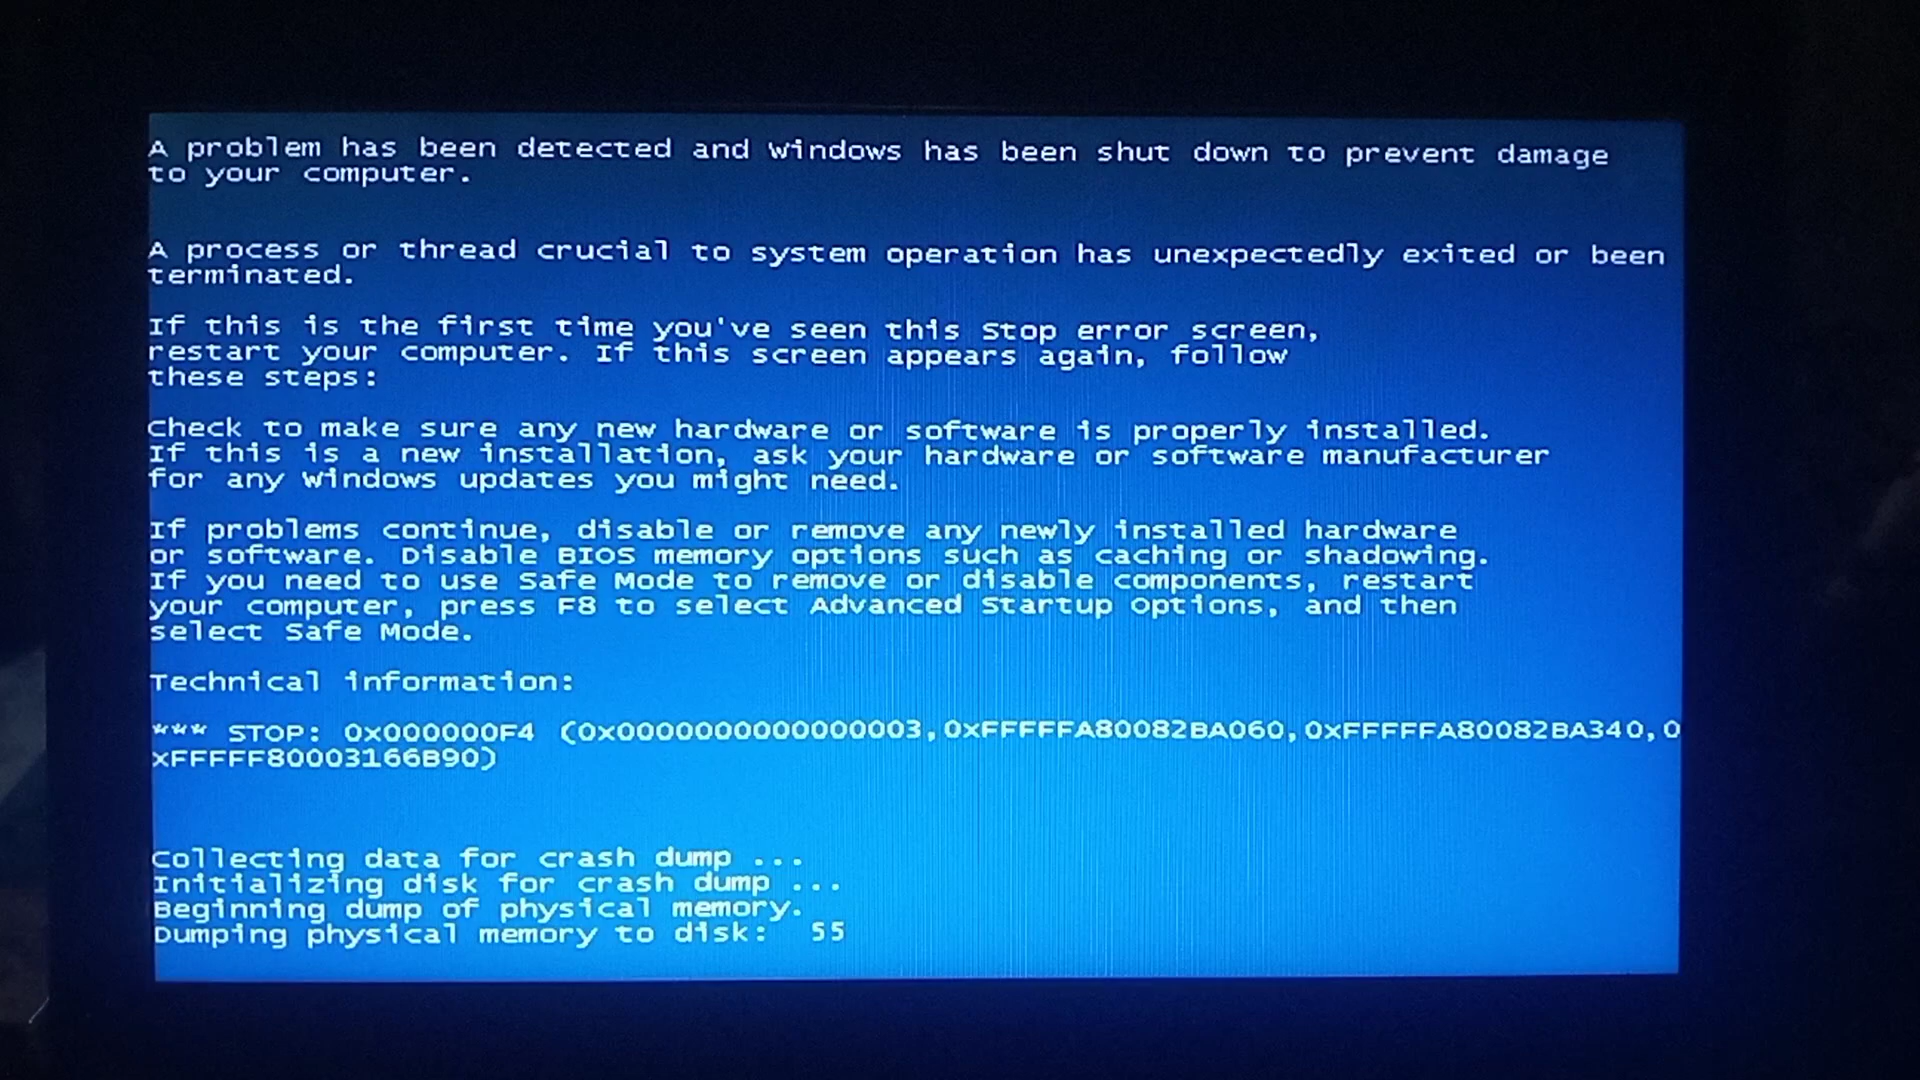 A problem has been detected and windows has been shut down to prevent damage
to your computer.
A process or thread crucial to system operation has unexpectedly exited or been
terminated.
If this is the first time you've seen this Stop error screen,
restart your computer. If this screen appears again, follow
these steps:
Check to make sure any new hardware or software is properly installed.
If this is a new installation, ask your hardware or software manufacturer
for any windows updates you might need.
If problems continue, disable or remove any newly installed hardware
or software. Disable BIOS memory options such as caching or shadowing.
If you need to use Safe Mode to remove or disable components, restart
your computer, press F8 to select Advanced Startup Options, and then
select Safe Mode.
Technical information:
*** STOP: 0x000000F4 (0x0000000000000003,0xFFFFFA80082BA060,0xFFFFFA80082BA340,0
xFFFFF80003166B90)
Collecting data for crash dump ...
Initializing disk for crash dump ...
Beginning dump of physical memory.
Dumping physical memory to disk:  55